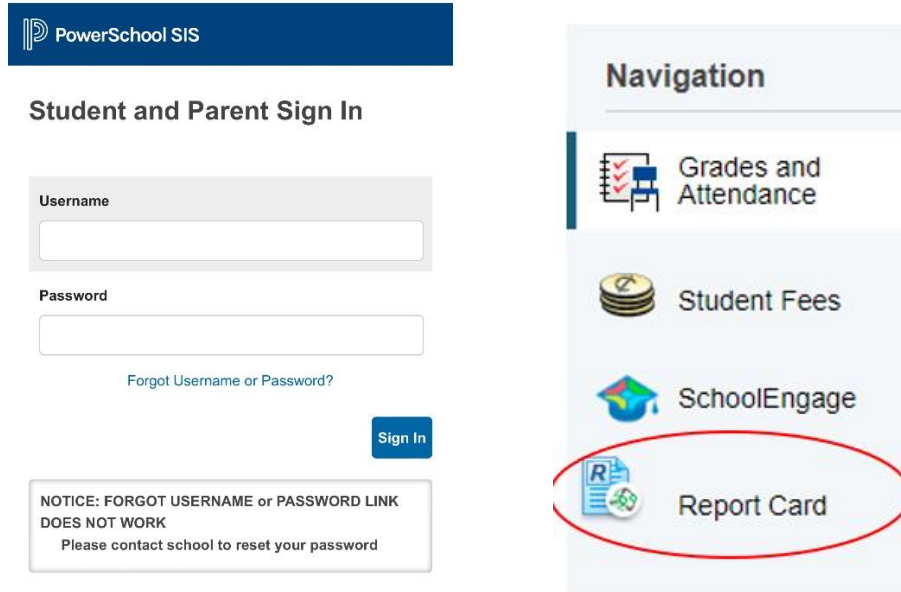 PowerSchool SIS
Student and Parent Sign In
Username
Password
Forgot Username or Password?
Sign In
NOTICE: FORGOT USERNAME or PASSWORD LINK
DOES NOT WORK
Please contact school to reset your password
Navigation
Grades and
Attendance
Student Fees
SchoolEngage
R
Report Card